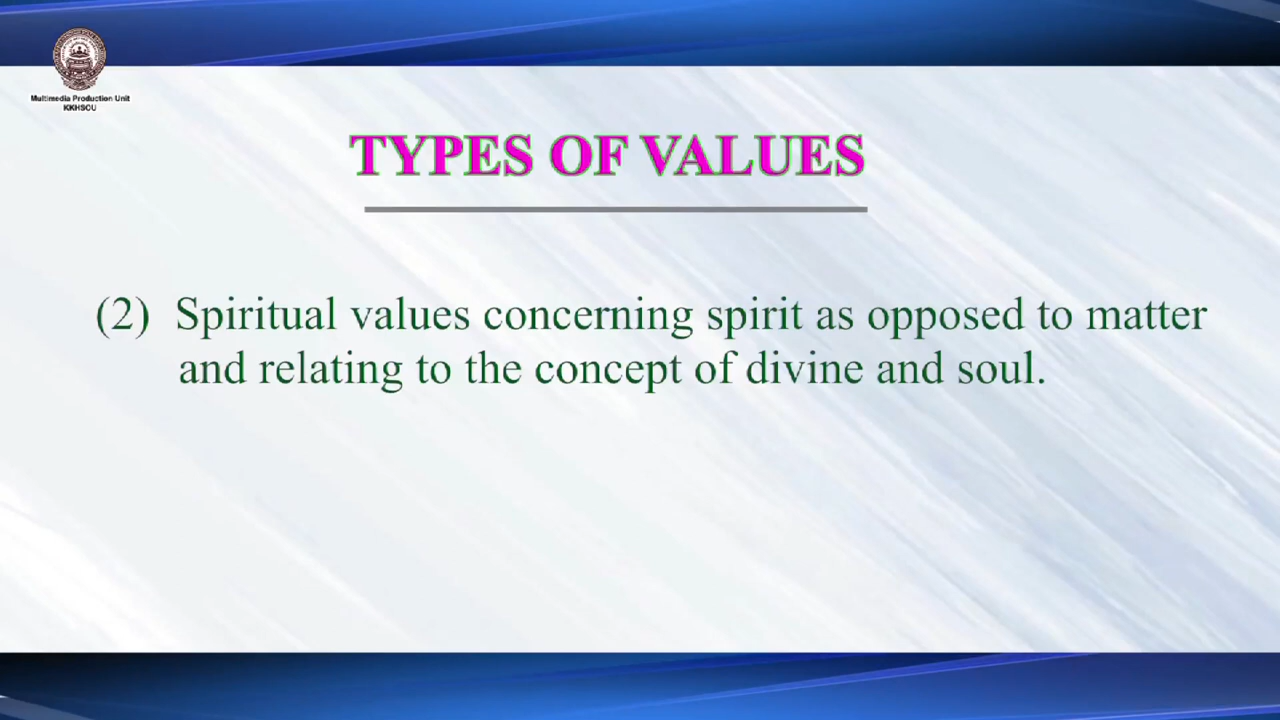 Multimedia Production Unit
KKHSOU
TYPES OF VALUES
(2) Spiritual values concerning spirit as opposed to matter
and relating to the concept of divine and soul.